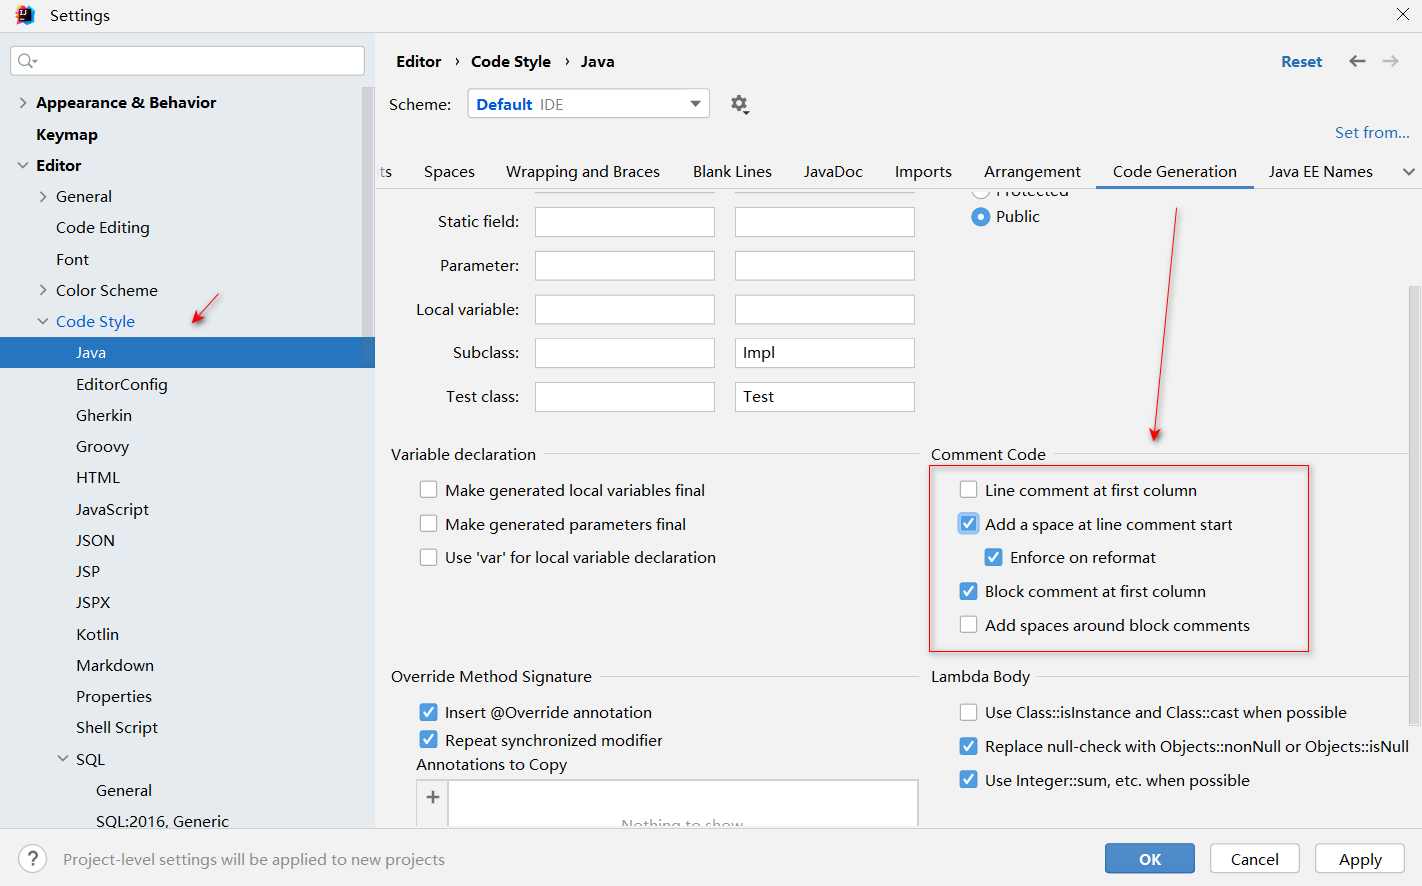 Settings
Appearance & Behavior
Keymap
Editor
General
Code Editing
Font
Color Scheme
Code Style
Java
EditorConfig
Gherkin
Groovy
HTML
JavaScript
JSON
JSP
JSPX
Kotlin
Markdown
Properties
Shell Script
SQL
General
SQL:2016, Generic
Editor › Code Style › Java
Reset
Scheme: Default IDE
Set from...
ts Spaces Wrapping and Braces Blank Lines JavaDoc Imports Arrangement Code Generation Java EE Names
Protected
Static field:
Public
Parameter:
Local variable:
Subclass: Impl
Test class: Test
Variable declaration
Make generated local variables final
Make generated parameters final
Use 'var' for local variable declaration
Comment Code
Line comment at first column
Add a space at line comment start
Enforce on reformat
Block comment at first column
Add spaces around block comments
Override Method Signature
Insert @Override annotation
Repeat synchronized modifier
Annotations to Copy
Nothing to show
Lambda Body
Use Class::isInstance and Class::cast when possible
Replace null-check with Objects::nonNull or Objects::isNull
Use Integer::sum, etc. when possible
? Project-level settings will be applied to new projects
OK Cancel Apply